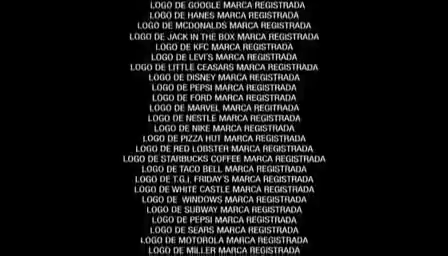 LOGO DE GOOGLE MARCA REGISTRADA
LOGO DE HANES MARCA REGISTRADA
LOGO DE MCDONALDS MARCA REGISTRADA
LOGO DE JACK IN THE BOX MARCA REGISTRADA
LOGO DE KFC MARCA REGISTRADA
LOGO DE LEVI'S MARCA REGISTRADA
LOGO DE LITTLE CEASARS MARCA REGISTRADA
LOGO DE DISNEY MARCA REGISTRADA
LOGO DE PEPSI MARCA REGISTRADA
LOGO DE FORD MARCA REGISTRADA
LOGO DE MARVEL MARCA REGITRADA
LOGO DE NESTLE MARCA REGISTRADA
LOGO DE NIKE MARCA REGISTRADA
LOGO DE PIZZA HUT MARCA REGISTRADA
LOGO DE RED LOBSTER MARCA REGISTRADA
LOGO DE STARBUCKS COFFEE MARCA REGISTRADA
LOGO DE TACO BELL MARCA REGISTRADA
LOGO DE T.G.I. FRIDAY'S MARCA REGISTRADA
LOGO DE WHITE CASTLE MARCA REGISTRADA
LOGO DE WINDOWS MARCA REGISTRADA
LOGO DE SUBWAY MARCA REGISTRADA
LOGO DE PEPSI MARCA REGISTRADA
LOGO DE SEARS MARCA REGISTRADA
LOGO DE MOTOROLA MARCA REGISTRADA
LOGO DE MILLER MARCA REGISTRADA